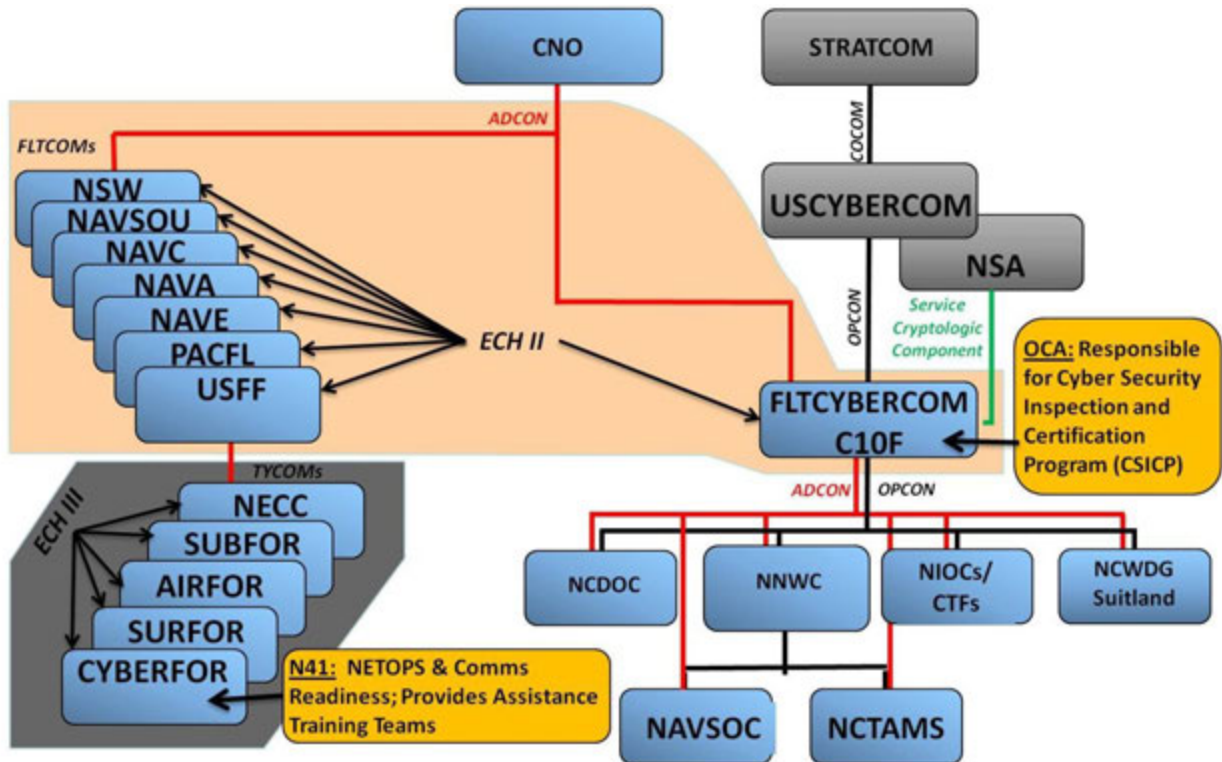 CNO
STRATCOM
ADCON
COCOM
FLTCOMs
NSW
NAVSOU
NAVC
NAVA
NAVE
PACFL
USFF
ECH II
USCYBERCOM
NSA
OPCON
Service
Cryptologic
Component
OCA: Responsible
for Cyber Security
Inspection and
Certification
Program (CSICP)
FLTCYBERCOM
C10F
ADCON
OPCON
TYCOMs
ECH III
NECC
SUBFOR
AIRFOR
SURFOR
CYBERFOR
N41: NETOPS & Comms
Readiness; Provides Assistance
Training Teams
NCDOC
NNWC
NIOCs/
CTFs
NCWDG
Suitland
NAVSOC
NCTAMS